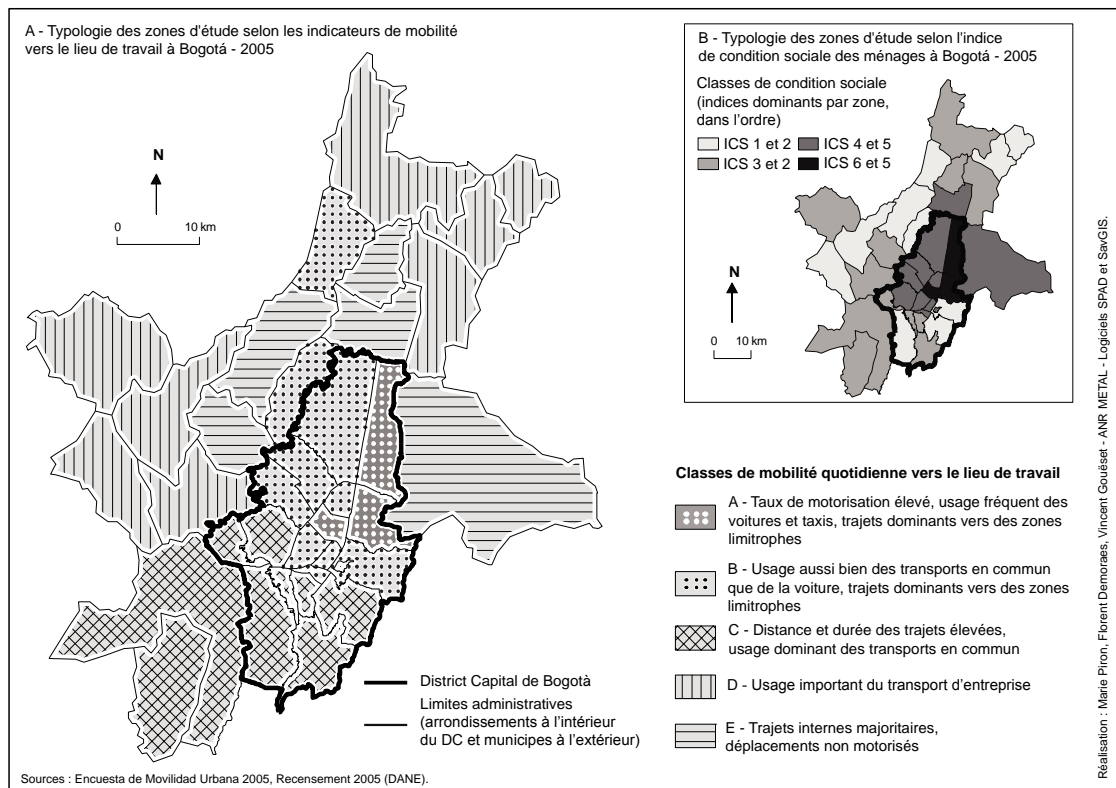 A - Typologie des zones d'étude selon les indicateurs de mobilité
vers le lieu de travail à Bogotá - 2005
N
0 10 km
B - Typologie des zones d'étude selon l'indice
de condition sociale des ménages à Bogotá - 2005
Classes de condition sociale
(indices dominants par zone,
dans l'ordre)
ICS 1 et 2 ICS 4 et 5
ICS 3 et 2 ICS 6 et 5
N
0 10 km
Classes de mobilité quotidienne vers le lieu de travail
A - Taux de motorisation élevé, usage fréquent des
voitures et taxis, trajets dominants vers des zones
limitrophes
B - Usage aussi bien des transports en commun
que de la voiture, trajets dominants vers des zones
limitrophes
C - Distance et durée des trajets élevées,
usage dominant des transports en commun
D - Usage important du transport d'entreprise
E - Trajets internes majoritaires,
déplacements non motorisés
District Capital de Bogotà
Limites administratives
(arrondissements à l'intérieur
du DC et municipes à l'extérieur)
Sources : Encuesta de Movilidad Urbana 2005, Recensement 2005 (DANE).
Réalisation : Marie Piron, Florent Demoraes, Vincent Gouëset - ANR METAL - Logiciels SPAD et SavGIS.